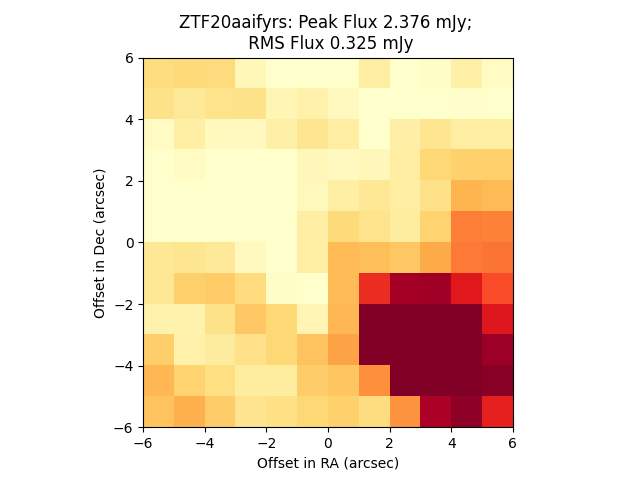 ZTF20aaifyrs: Peak Flux 2.376 mJy;
RMS Flux 0.325 mJy
6
4
2
0
−2
−4
−6
Offset in Dec (arcsec)
−6 −4 −2 0 2 4 6
Offset in RA (arcsec)